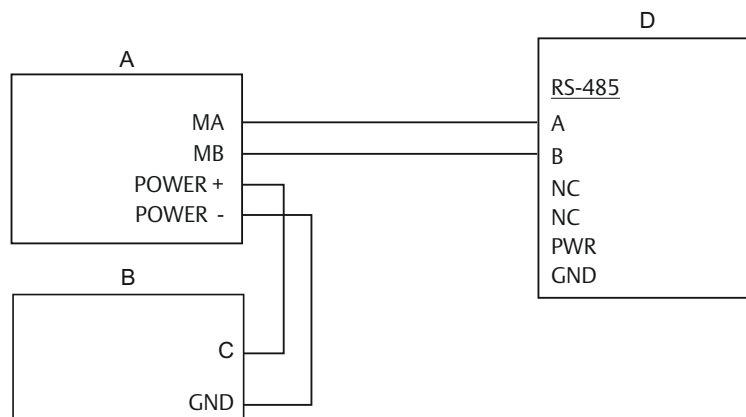 A
MA
MB
POWER +
POWER -
B
C
GND
D
RS-485
A
B
NC
NC
PWR
GND